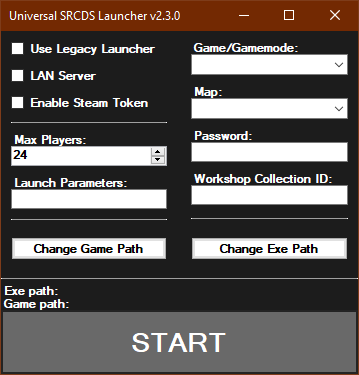 Universal SRCDS Launcher v2.3.0
Use Legacy Launcher
LAN Server
Enable Steam Token
Max Players:
24
Launch Parameters:
Game/Gamemode:
Map:
Password:
Workshop Collection ID:
Change Game Path
Change Exe Path
Exe path:
Game path:
START